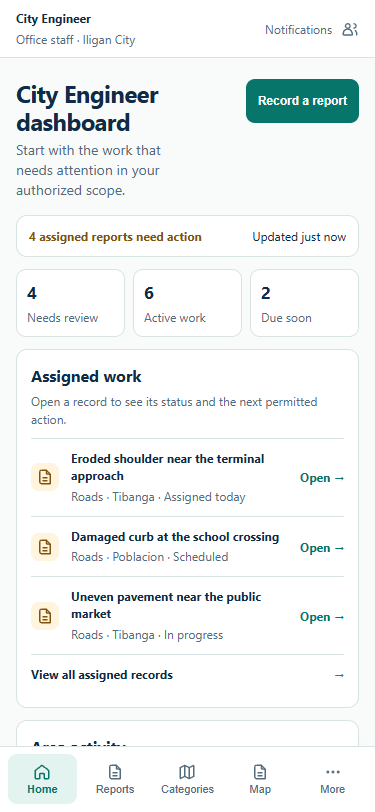 City Engineer
Office staff · Iligan City
Notifications
City Engineer
dashboard
Record a report
Start with the work that
needs attention in your
authorized scope.
4 assigned reports need action
Updated just now
4
Needs review
6
Active work
2
Due soon
Assigned work
Open a record to see its status and the next permitted
action.
Eroded shoulder near the terminal
approach
Roads · Tibanga · Assigned today
Open →
Damaged curb at the school crossing
Roads · Poblacion · Scheduled
Open →
Uneven pavement near the public
market
Roads · Tibanga · In progress
Open →
View all assigned records →
Area activity
Home
Reports
Categories
Map
More